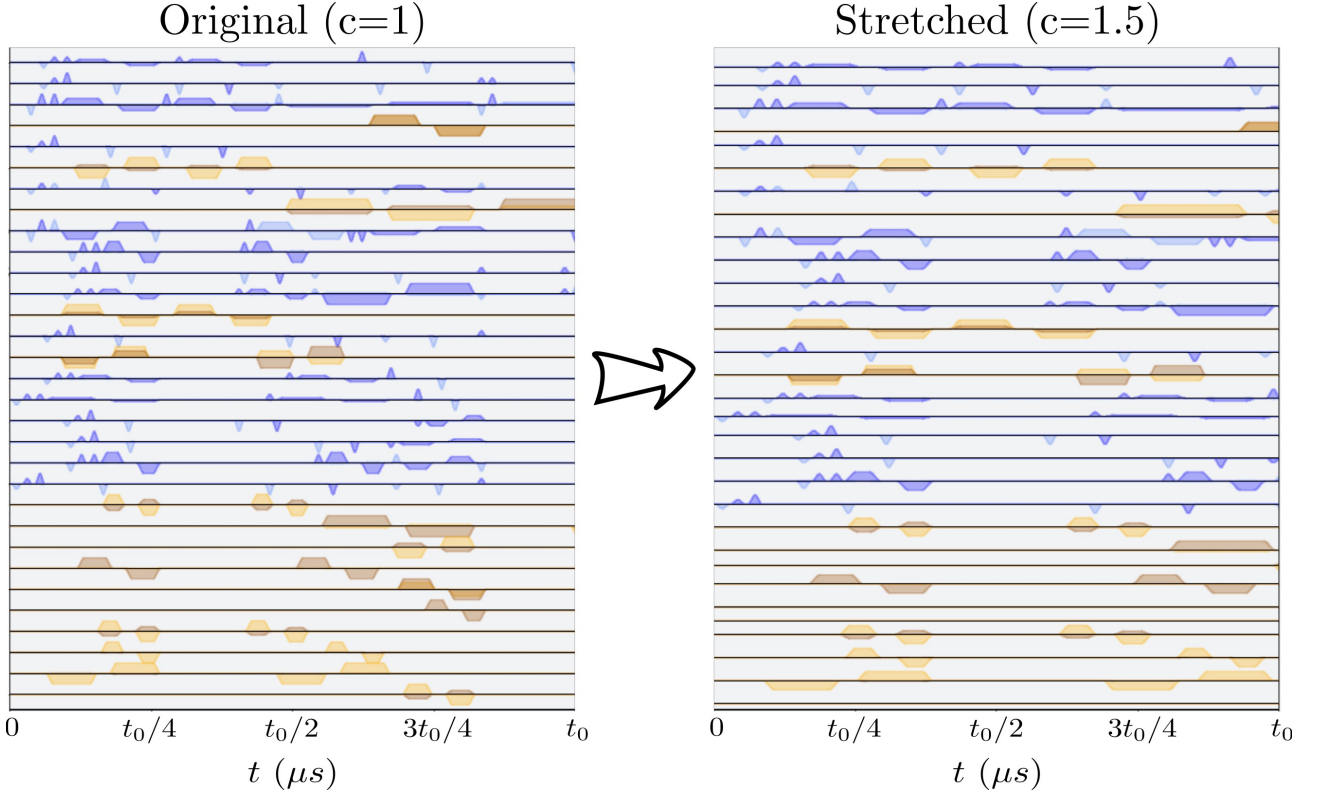 Original (c=1)
Stretched (c=1.5)
0 t₀/4 t₀/2 3t₀/4 t₀
t (μs)
0 t₀/4 t₀/2 3t₀/4 t₀
t (μs)